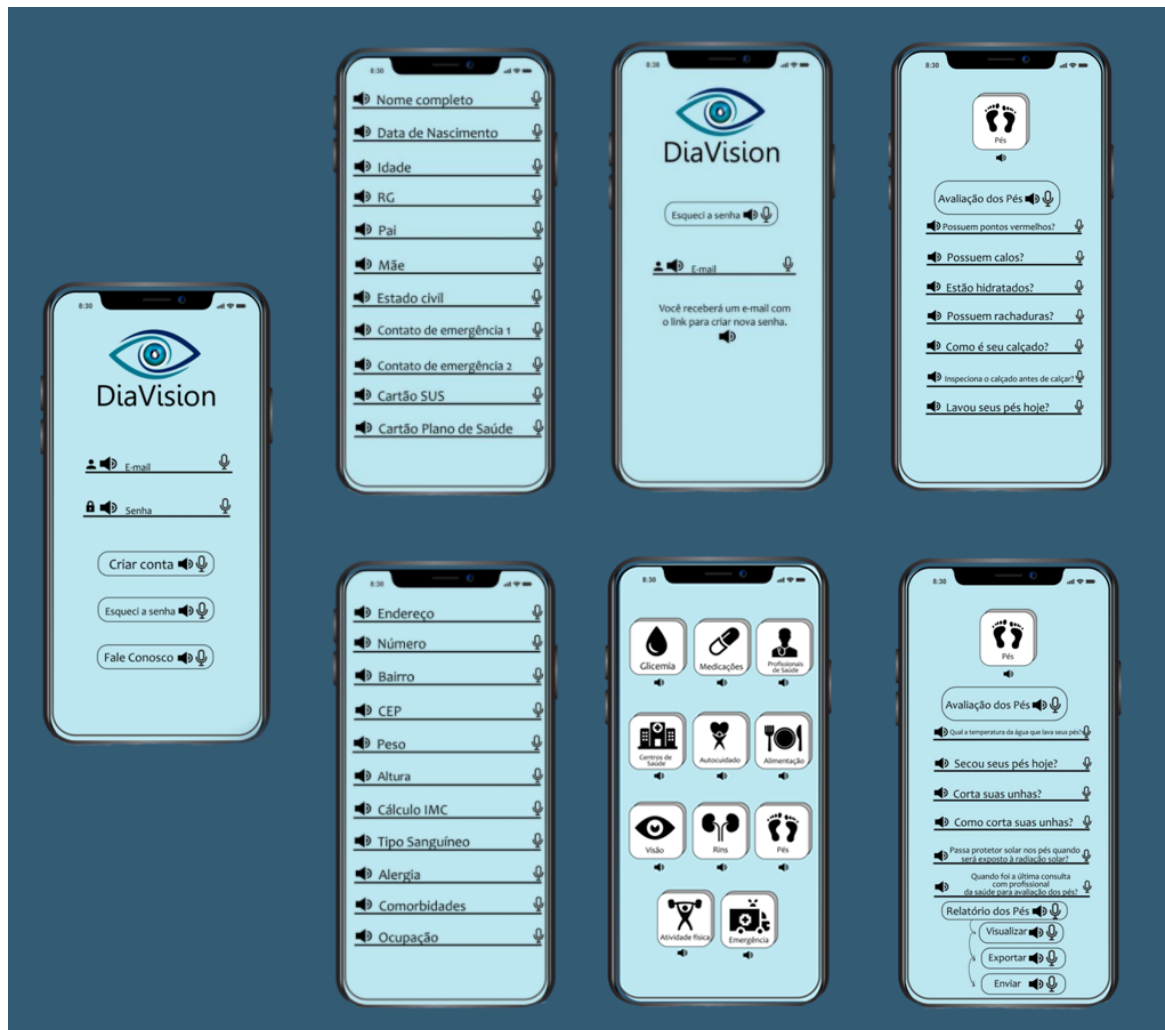 8:30
DiaVision
E-mail
Senha
Criar conta
Esqueci a senha
Fale Conosco
8:30
Nome completo
Data de Nascimento
Idade
RG
Pai
Mãe
Estado civil
Contato de emergência 1
Contato de emergência 2
Cartão SUS
Cartão Plano de Saúde
8:30
DiaVision
Esqueci a senha
E-mail
Você receberá um e-mail com
o link para criar nova senha.
8:30
Pés
Avaliação dos Pés
Possuem pontos vermelhos?
Possuem calos?
Estão hidratados?
Possuem rachaduras?
Como é seu calçado?
Inspeciona o calçado antes de calçar?
Lavou seus pés hoje?
8:30
Endereço
Número
Bairro
CEP
Peso
Altura
Cálculo IMC
Tipo Sanguíneo
Alergia
Comorbidades
Ocupação
8:30
Glicemia
Medicações
Profissionais
de Saúde
Centros de
Saúde
Autocuidado
Alimentação
Visão
Rins
Pés
Atividade física
Emergência
8:30
Pés
Avaliação dos Pés
Qual a temperatura da água que lava seus pés?
Secou seus pés hoje?
Corta suas unhas?
Como corta suas unhas?
Passa protetor solar nos pés quando
será exposto à radiação solar?
Quando foi a última consulta
com profissional
da saúde para avaliação dos pés?
Relatório dos Pés
Visualizar
Exportar
Enviar